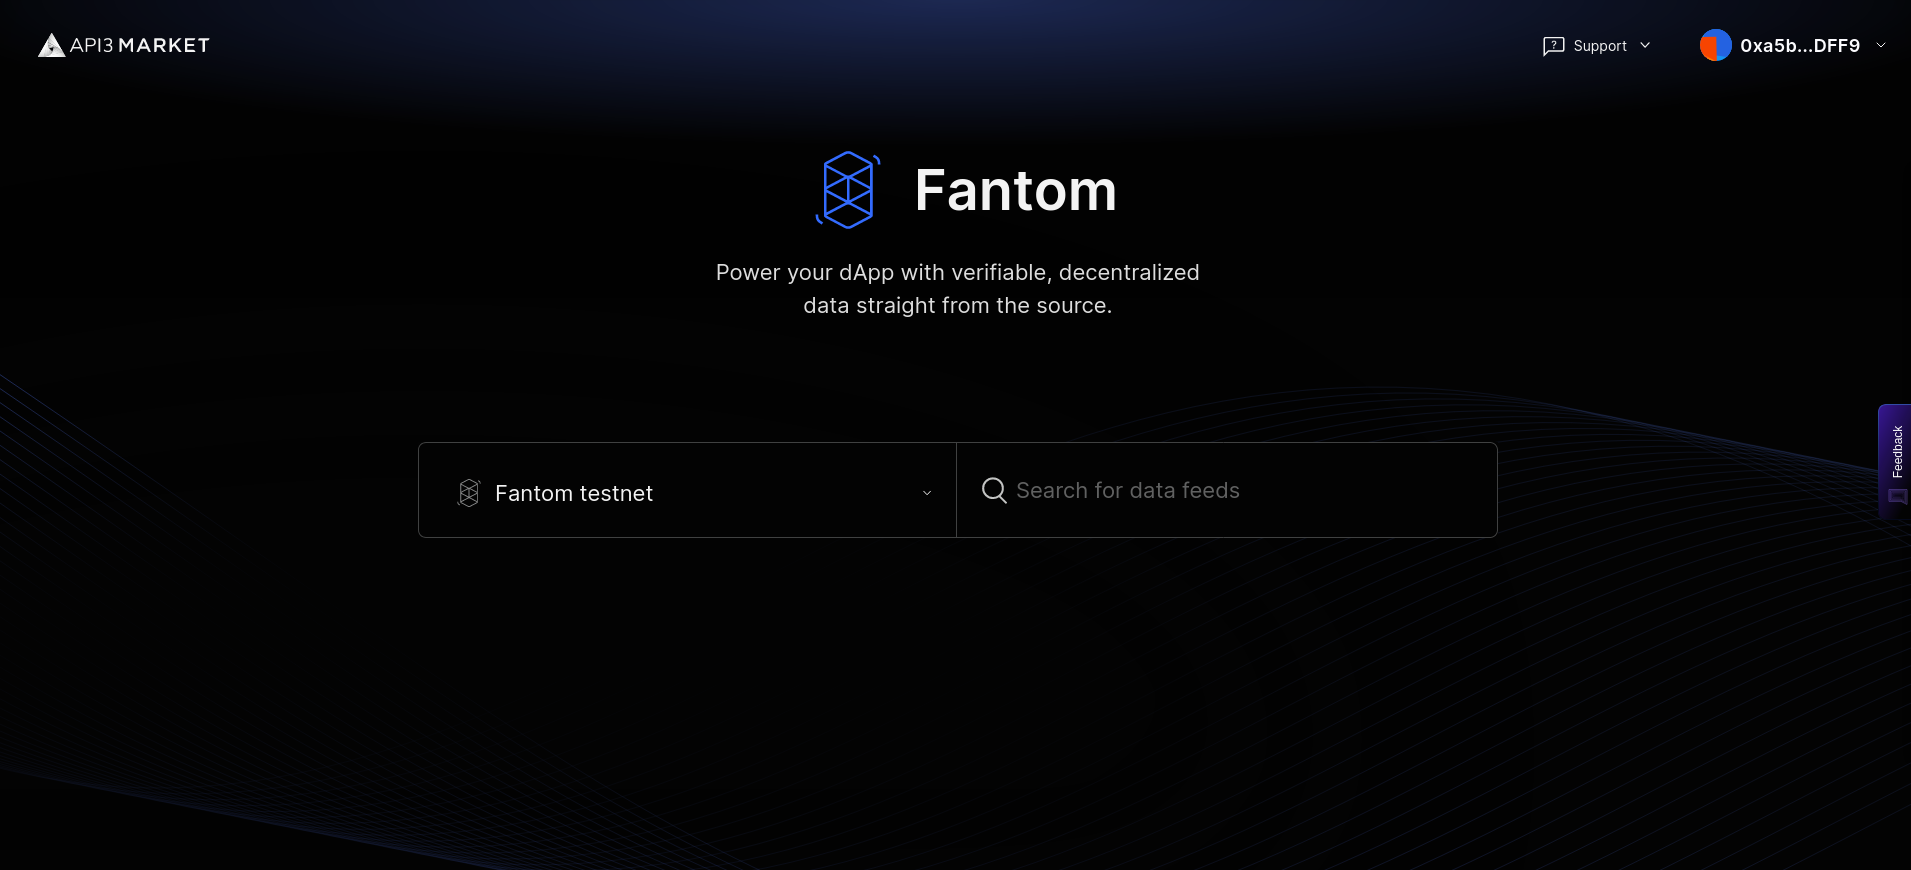 API3 MARKET
Support
0xa5b...DFF9
Fantom
Power your dApp with verifiable, decentralized
data straight from the source.
Fantom testnet
Search for data feeds
Feedback